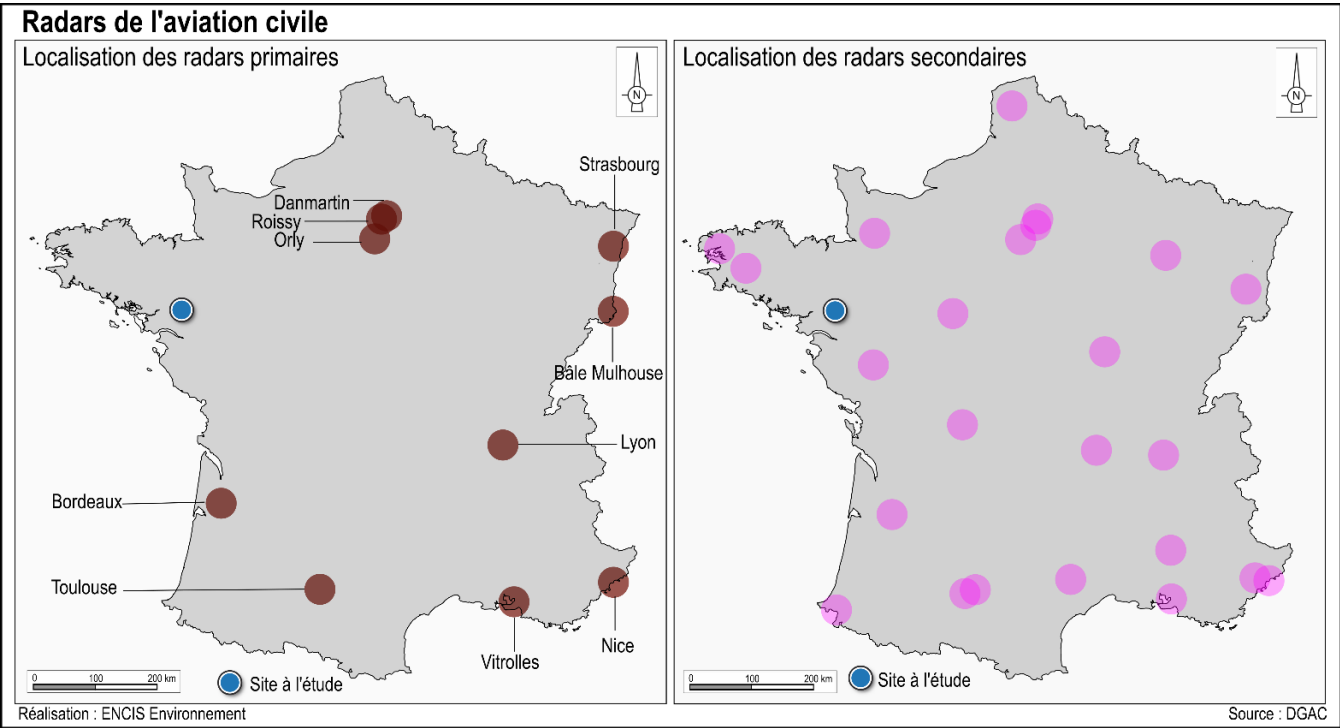 Radars de l'aviation civile
Localisation des radars primaires
N
Strasbourg
Danmartin
Roissy
Orly
Bâle Mulhouse
Lyon
Bordeaux
Toulouse
Nice
Vitrolles
0 100 200 km
Site à l'étude
Localisation des radars secondaires
N
0 100 200 km
Site à l'étude
Réalisation : ENCIS Environnement
Source : DGAC